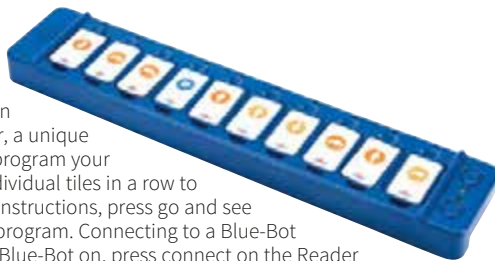 n
r, a unique
program your
dividual tiles in a row to
instructions, press go and see
program. Connecting to a Blue-Bot
Blue-Bot on, press connect on the Reader